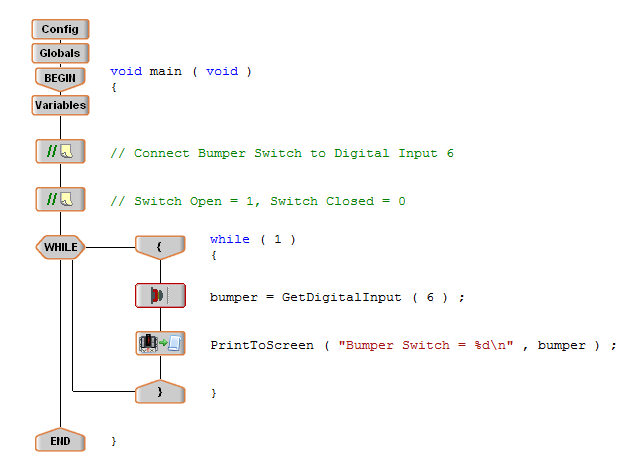 Config
Globals
BEGIN void main ( void )
{
Variables
// // Connect Bumper Switch to Digital Input 6
// // Switch Open = 1, Switch Closed = 0
WHILE { while ( 1 )
{
bumper = GetDigitalInput ( 6 ) ;
PrintToScreen ( "Bumper Switch = %d\n" , bumper ) ;
} }
END }